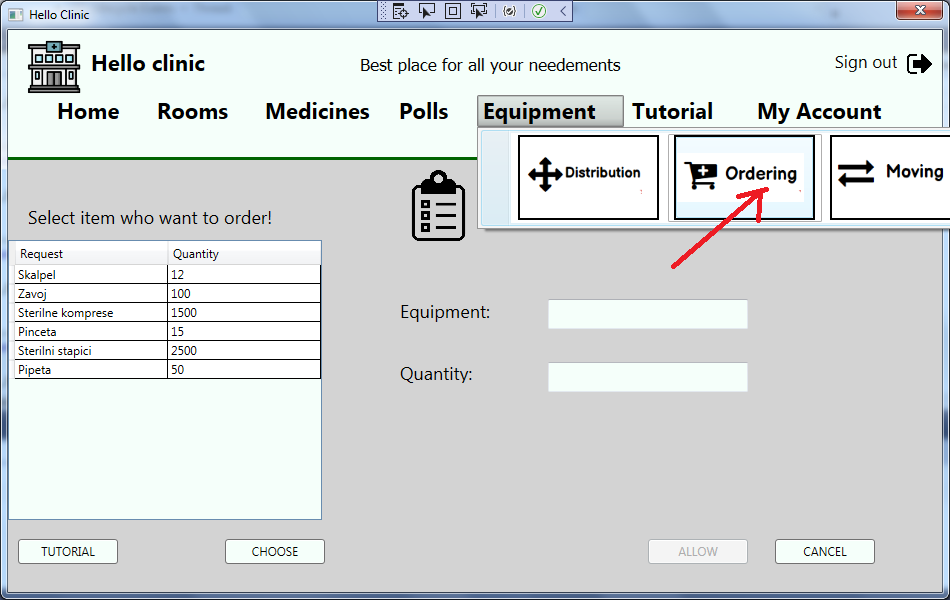 Hello Clinic
Hello clinic
Best place for all your needements
Sign out
Home Rooms Medicines Polls Equipment Tutorial My Account
Distribution Ordering Moving
Select item who want to order!
Request Quantity
Skalpel 12
Zavoj 100
Sterilne komprese 1500
Pinceta 15
Sterilni stapici 2500
Pipeta 50
Equipment:
Quantity:
TUTORIAL CHOOSE ALLOW CANCEL